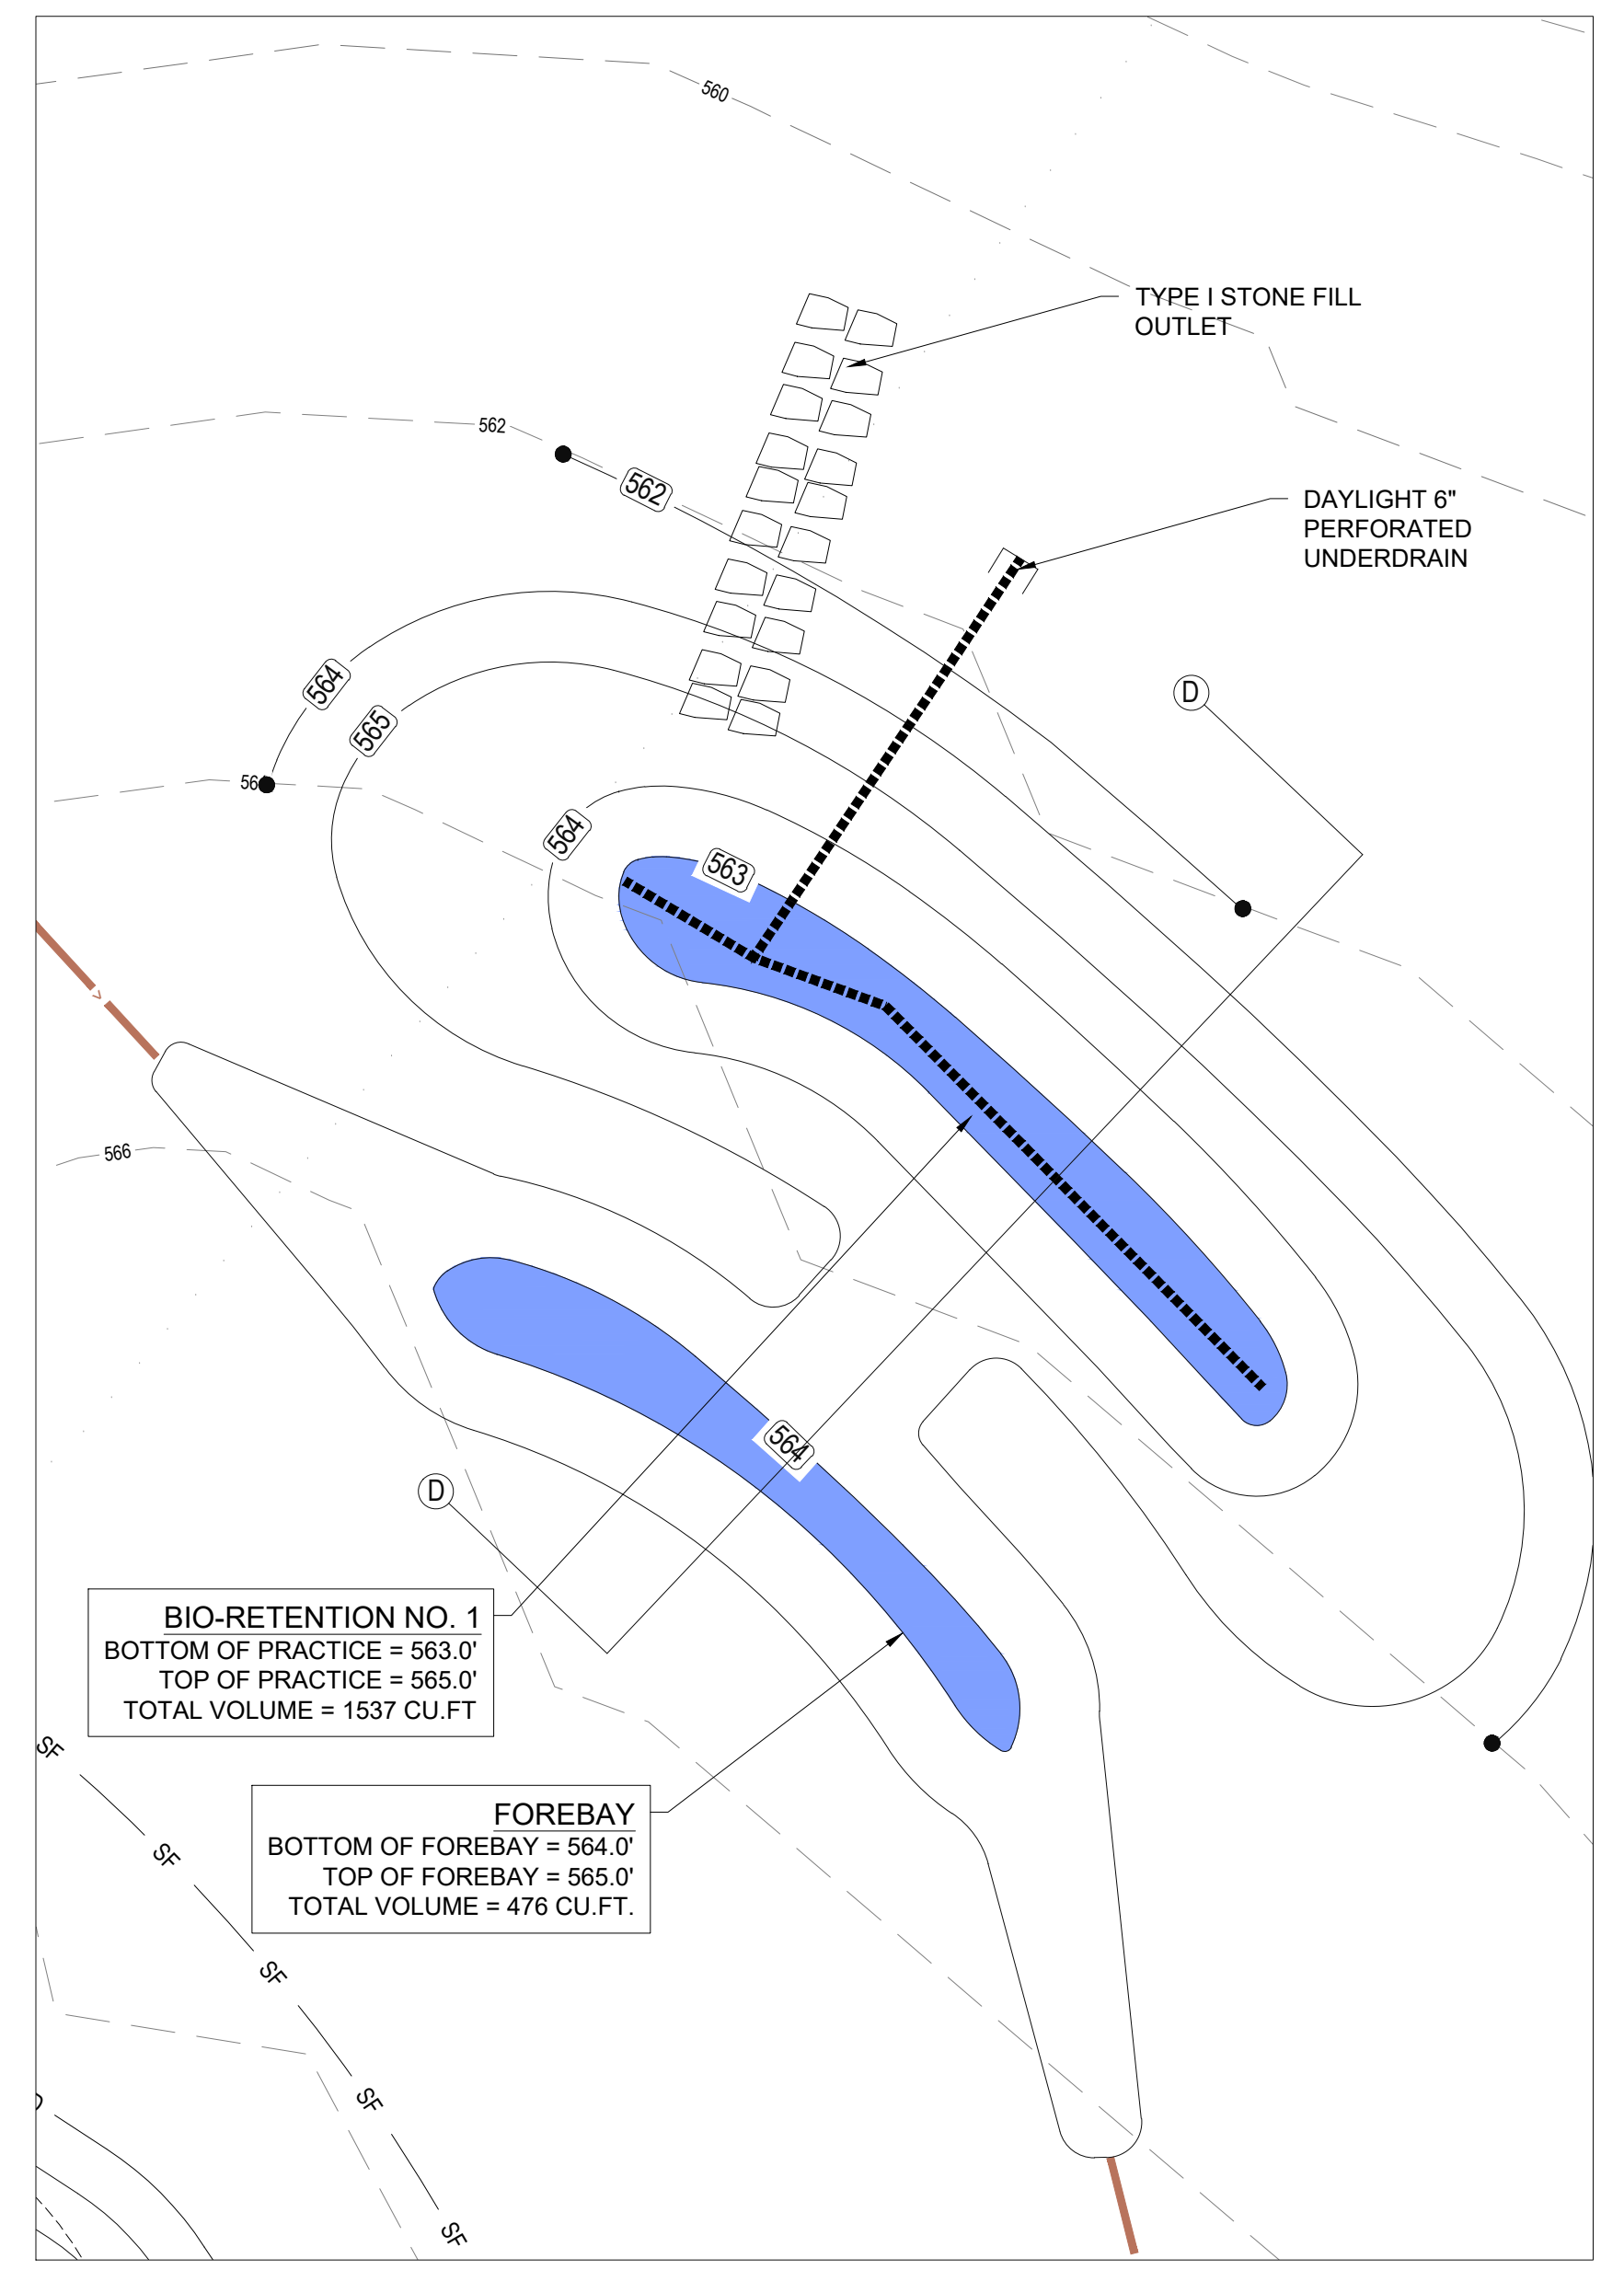 560
TYPE I STONE FILL
OUTLET
562
562
DAYLIGHT 6"
PERFORATED
UNDERDRAIN
564
D
565
564
563
566
564
D
BIO-RETENTION NO. 1
BOTTOM OF PRACTICE = 563.0'
TOP OF PRACTICE = 565.0'
TOTAL VOLUME = 1537 CU.FT
SF
FOREBAY
BOTTOM OF FOREBAY = 564.0'
TOP OF FOREBAY = 565.0'
TOTAL VOLUME = 476 CU.FT.
SF
SF
SF
SF